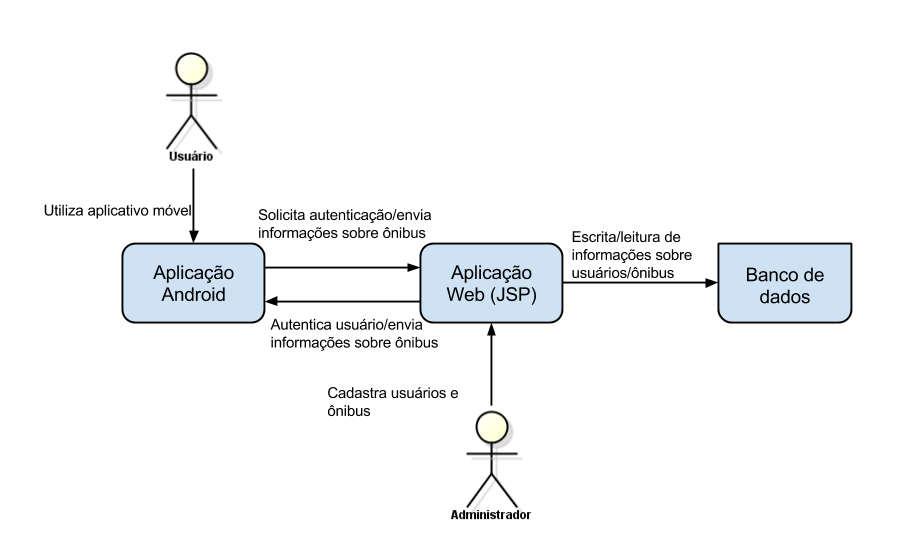 Usuário
Utiliza aplicativo móvel
Solicita autenticação/envia
informações sobre ônibus
Escrita/leitura de
informações sobre
usuários/ônibus
Aplicação
Android
Aplicação
Web (JSP)
Banco de
dados
Autentica usuário/envia
informações sobre ônibus
Cadastra usuários e
ônibus
Administrador